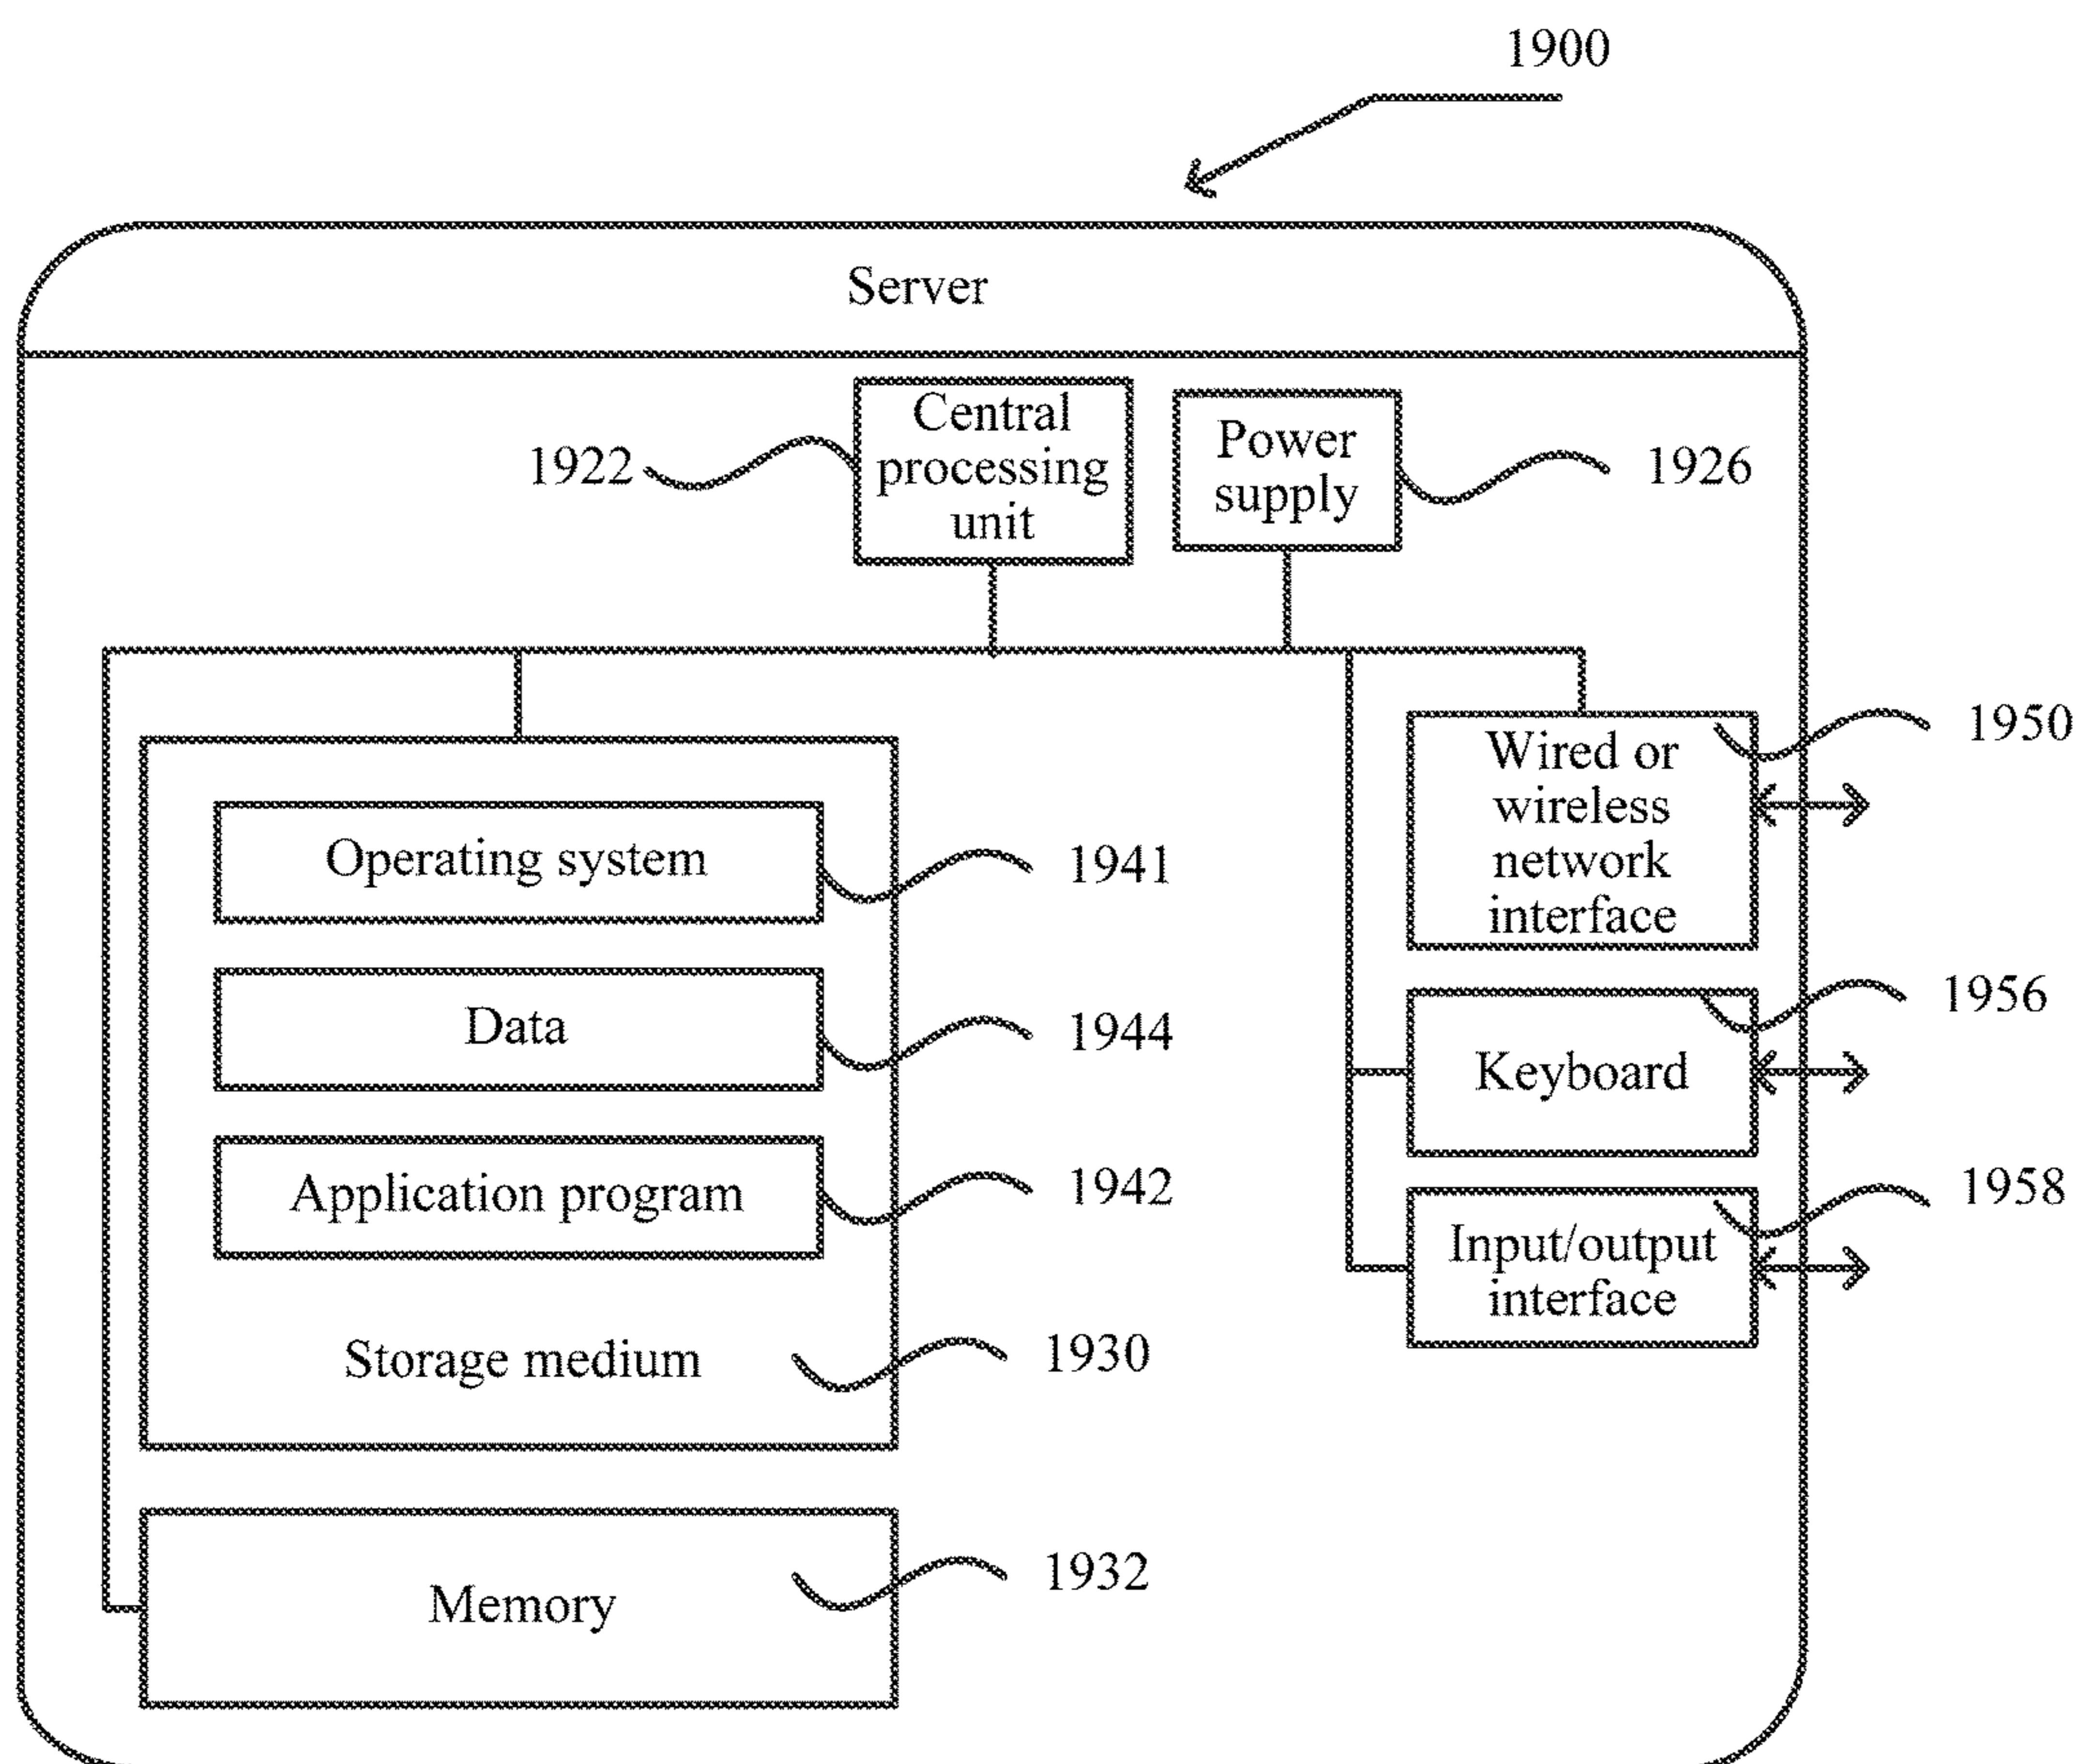 1900
Server
Central
processing
unit
1922
Power
supply
1926
Wired or
wireless
network
interface
1950
Operating system
1941
Data
1944
Application program
1942
Storage medium
1930
Keyboard
1956
Input/output
interface
1958
Memory
1932